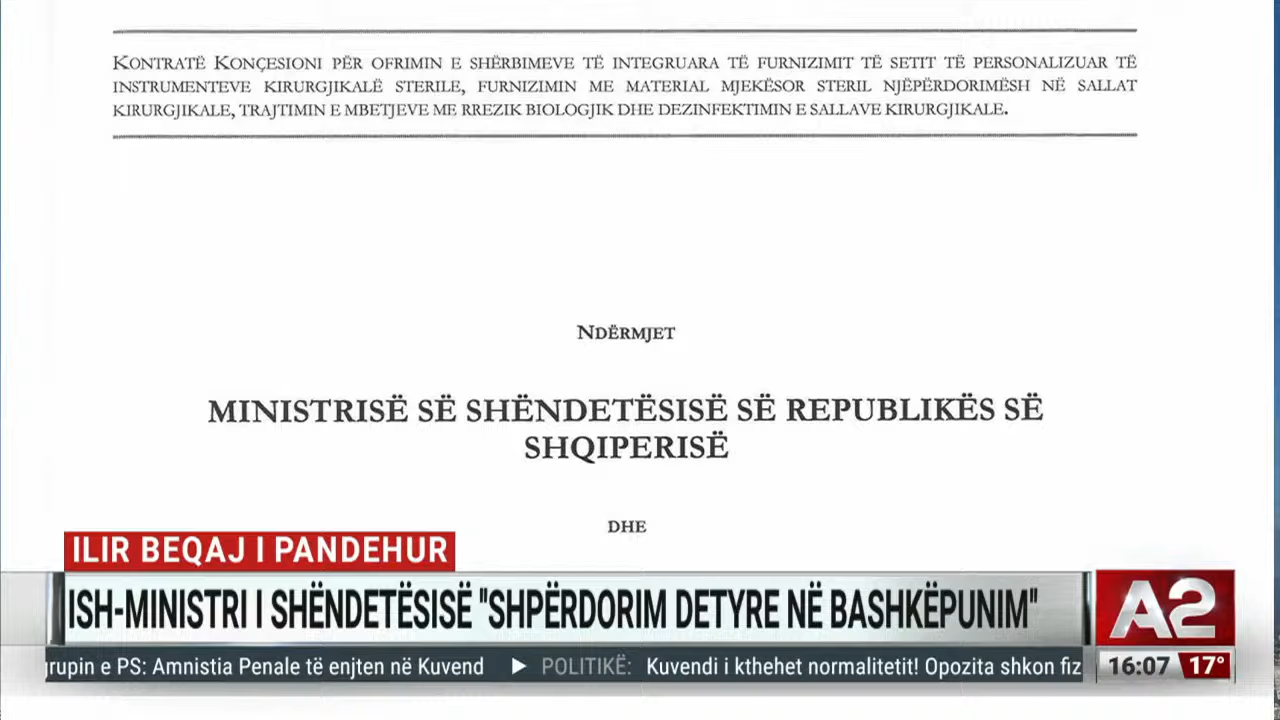 KONTRATË KONÇESIONI PËR OFRIMIN E SHËRBIMEVE TË INTEGRUARA TË FURNIZIMIT TË SETIT TË PERSONALIZUAR TË
INSTRUMENTEVE KIRURGJIKALË STERILE, FURNIZIMIN ME MATERIAL MJEKËSOR STERIL NJËPËRDORIMËSH NË SALLAT
KIRURGJIKALE, TRAJTIMIN E MBETJEVE ME RREZIK BIOLOGJIK DHE DEZINFEKTIMIN E SALLAVE KIRURGJIKALE.
NDËRMJET
MINISTRISË SË SHËNDETËSISË SË REPUBLIKËS SË
SHQIPERISË
DHE
ILIR BEQAJ I PANDEHUR
ISH-MINISTRI I SHËNDETËSISË "SHPËRDORIM DETYRE NË BASHKËPUNIM"
A2
rupin e PS: Amnistia Penale të enjten në Kuvend ▶ POLITIKË: Kuvendi i kthehet normalitetit! Opozita shkon fiz
16:07 17°